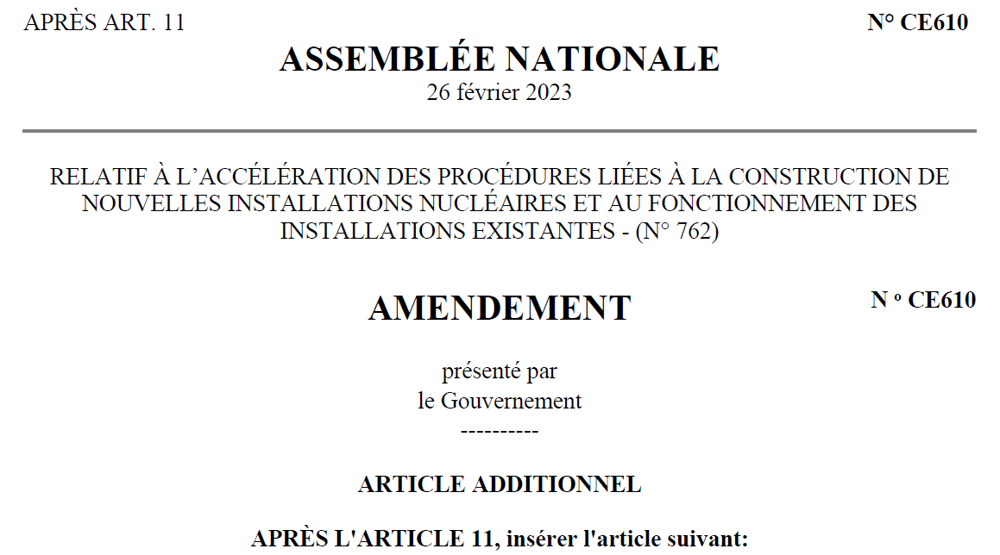 APRÈS ART. 11 N° CE610
ASSEMBLÉE NATIONALE
26 février 2023
RELATIF À L’ACCÉLÉRATION DES PROCÉDURES LIÉES À LA CONSTRUCTION DE
NOUVELLES INSTALLATIONS NUCLÉAIRES ET AU FONCTIONNEMENT DES
INSTALLATIONS EXISTANTES - (N° 762)
AMENDEMENT N º CE610
présenté par
le Gouvernement
----------
ARTICLE ADDITIONNEL
APRÈS L'ARTICLE 11, insérer l'article suivant: